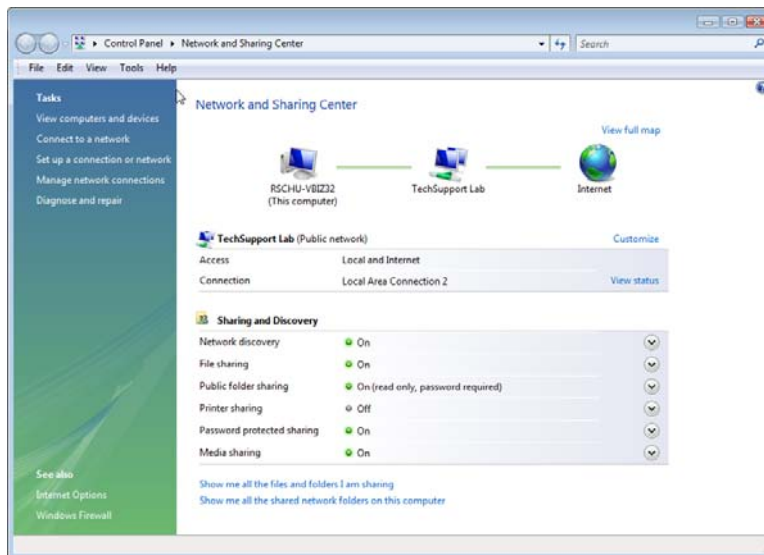 Control Panel Network and Sharing Center Search
File Edit View Tools Help
Tasks
View computers and devices
Connect to a network
Set up a connection or network
Manage network connections
Diagnose and repair
See also
Internet Options
Windows Firewall
Network and Sharing Center
View full map
RSCHU-VBIZ32
(This computer)
TechSupport Lab
Internet
TechSupport Lab (Public network) Customize
Access Local and Internet
Connection Local Area Connection 2 View status
Sharing and Discovery
Network discovery On
File sharing On
Public folder sharing On (read only, password required)
Printer sharing Off
Password protected sharing On
Media sharing On
Show me all the files and folders I am sharing
Show me all the shared network folders on this computer